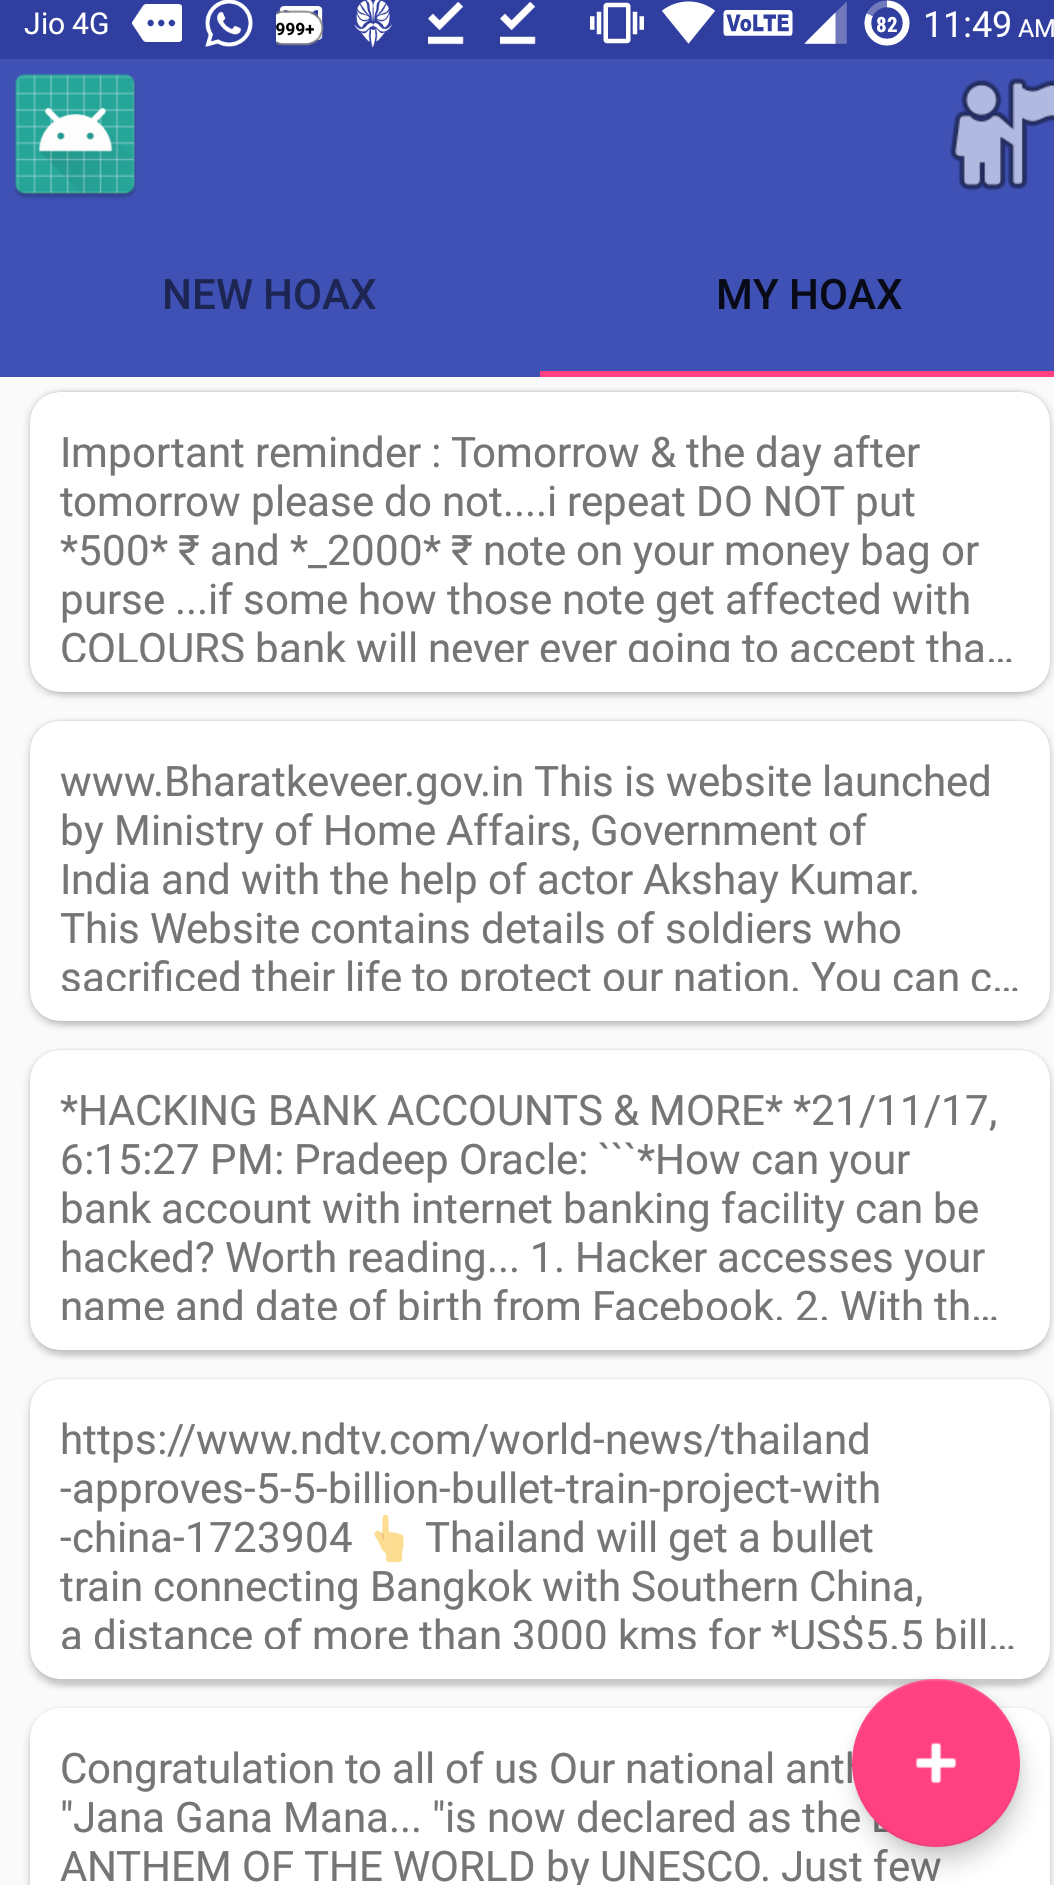 Jio 4G 999+ VoLTE 82 11:49 AM
NEW HOAX MY HOAX
Important reminder : Tomorrow & the day after
tomorrow please do not....i repeat DO NOT put
*500* ₹ and *_2000* ₹ note on your money bag or
purse ...if some how those note get affected with
COLOURS bank will never ever going to accept tha...
www.Bharatkeveer.gov.in This is website launched
by Ministry of Home Affairs, Government of
India and with the help of actor Akshay Kumar.
This Website contains details of soldiers who
sacrificed their life to protect our nation. You can c...
*HACKING BANK ACCOUNTS & MORE* *21/11/17,
6:15:27 PM: Pradeep Oracle: ```*How can your
bank account with internet banking facility can be
hacked? Worth reading... 1. Hacker accesses your
name and date of birth from Facebook. 2. With th...
https://www.ndtv.com/world-news/thailand
-approves-5-5-billion-bullet-train-project-with
-china-1723904 👆 Thailand will get a bullet
train connecting Bangkok with Southern China,
a distance of more than 3000 kms for *US$5.5 bill...
Congratulation to all of us Our national
"Jana Gana Mana... "is now declared as the
ANTHEM OF THE WORLD by UNESCO. Just few